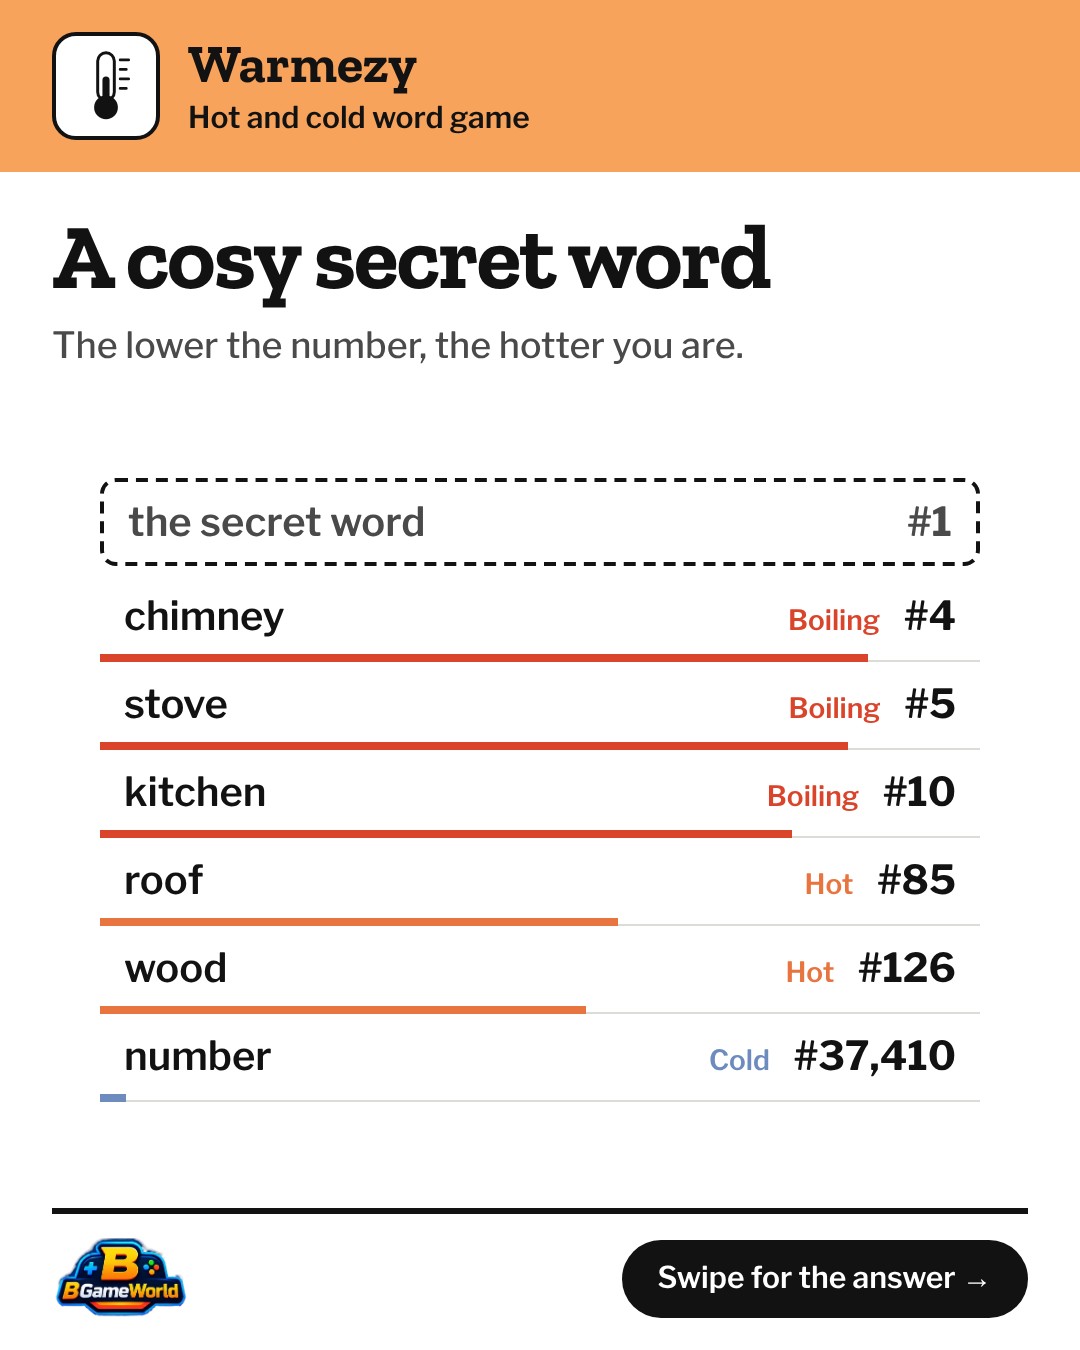 Warmezy
Hot and cold word game
A cosy secret word
The lower the number, the hotter you are.
the secret word #1
chimney Boiling #4
stove Boiling #5
kitchen Boiling #10
roof Hot #85
wood Hot #126
number Cold #37,410
B
BGameWorld
Swipe for the answer →